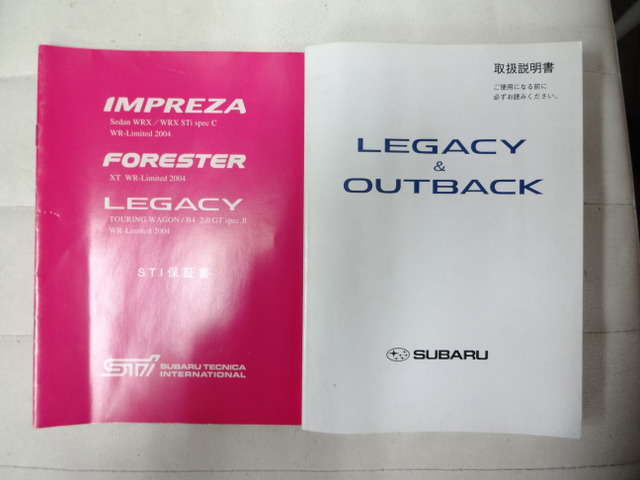 IMPREZA
Sedan WRX／WRX STi spec C
WR-Limited 2004
FORESTER
XT WR-Limited 2004
LEGACY
TOURING WAGON / B4 2.0 GT spec.B
WR-Limited 2004
STI保証書
STi SUBARU TECNICA
INTERNATIONAL
取扱説明書
ご使用になる前に
必ずお読みください。
LEGACY
&
OUTBACK
SUBARU